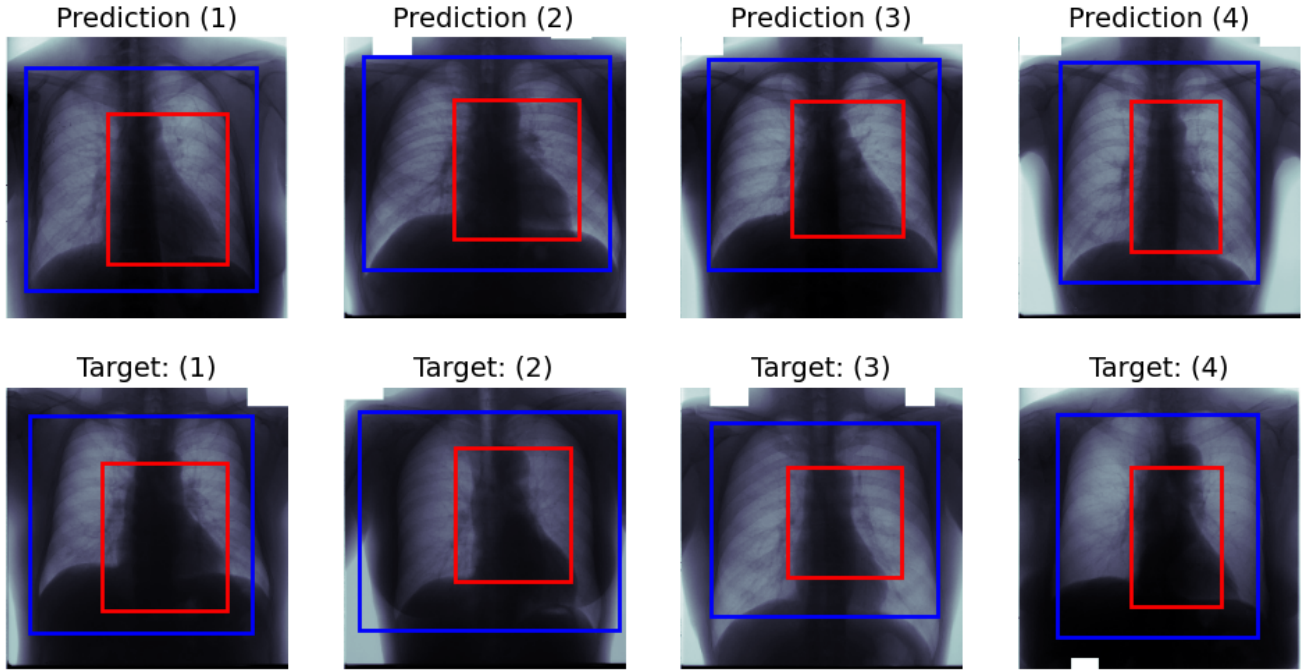 Prediction (1)
Prediction (2)
Prediction (3)
Prediction (4)
Target: (1)
Target: (2)
Target: (3)
Target: (4)